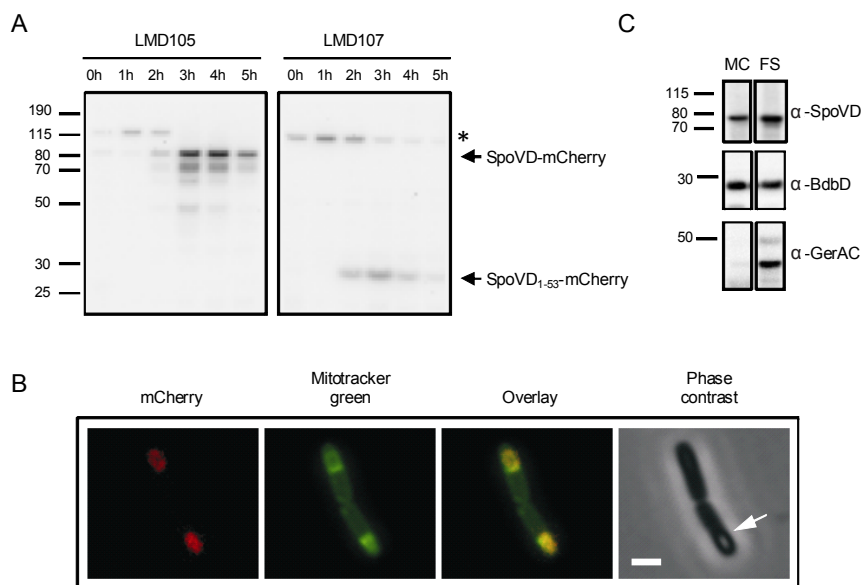 A
LMD105
LMD107
0h 1h 2h 3h 4h 5h
0h 1h 2h 3h 4h 5h
190
115
80
70
50
30
25
*
SpoVD-mCherry
SpoVD1-53-mCherry
C
MC FS
115
80
70
α-SpoVD
30
α-BdbD
50
α-GerAC
B
mCherry
Mitotracker
green
Overlay
Phase
contrast